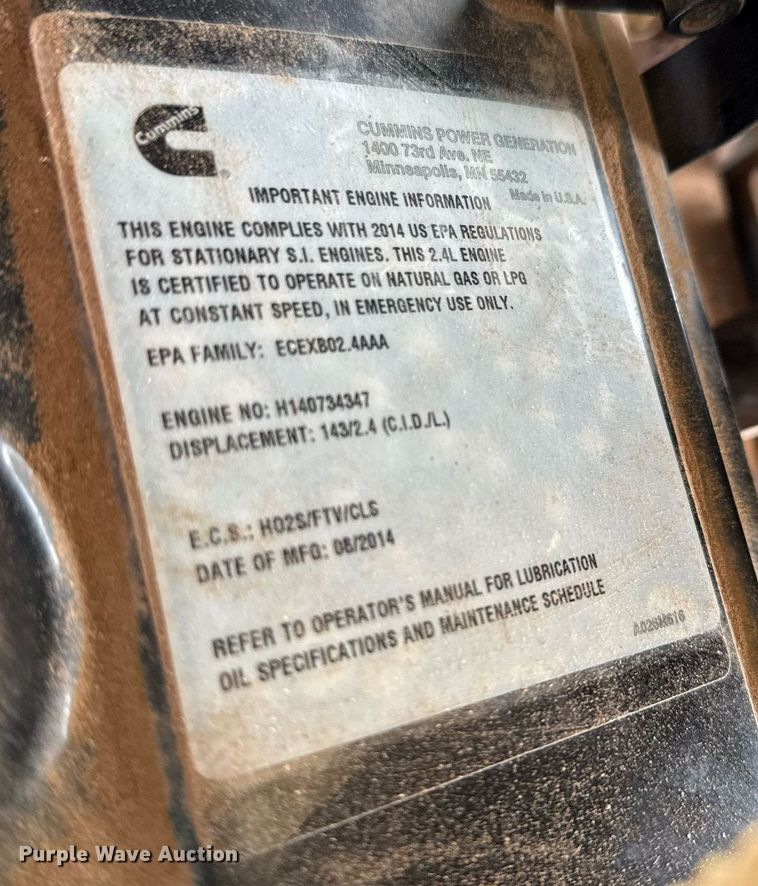 Cummins
CUMMINS POWER GENERATION
1400 73rd Ave. NE
Minneapolis, MN 55432
Made in U.S.A.
IMPORTANT ENGINE INFORMATION
THIS ENGINE COMPLIES WITH 2014 US EPA REGULATIONS
FOR STATIONARY S.I. ENGINES. THIS 2.4L ENGINE
IS CERTIFIED TO OPERATE ON NATURAL GAS OR LPG
AT CONSTANT SPEED, IN EMERGENCY USE ONLY.
EPA FAMILY: ECEXB02.4AAA
ENGINE NO: H140734347
DISPLACEMENT: 143/2.4 (C.I.D./L.)
E.C.S.: HO2S/FTV/CLS
DATE OF MFG: 08/2014
REFER TO OPERATOR'S MANUAL FOR LUBRICATION
OIL SPECIFICATIONS AND MAINTENANCE SCHEDULE
A026N616
Purple Wave Auction